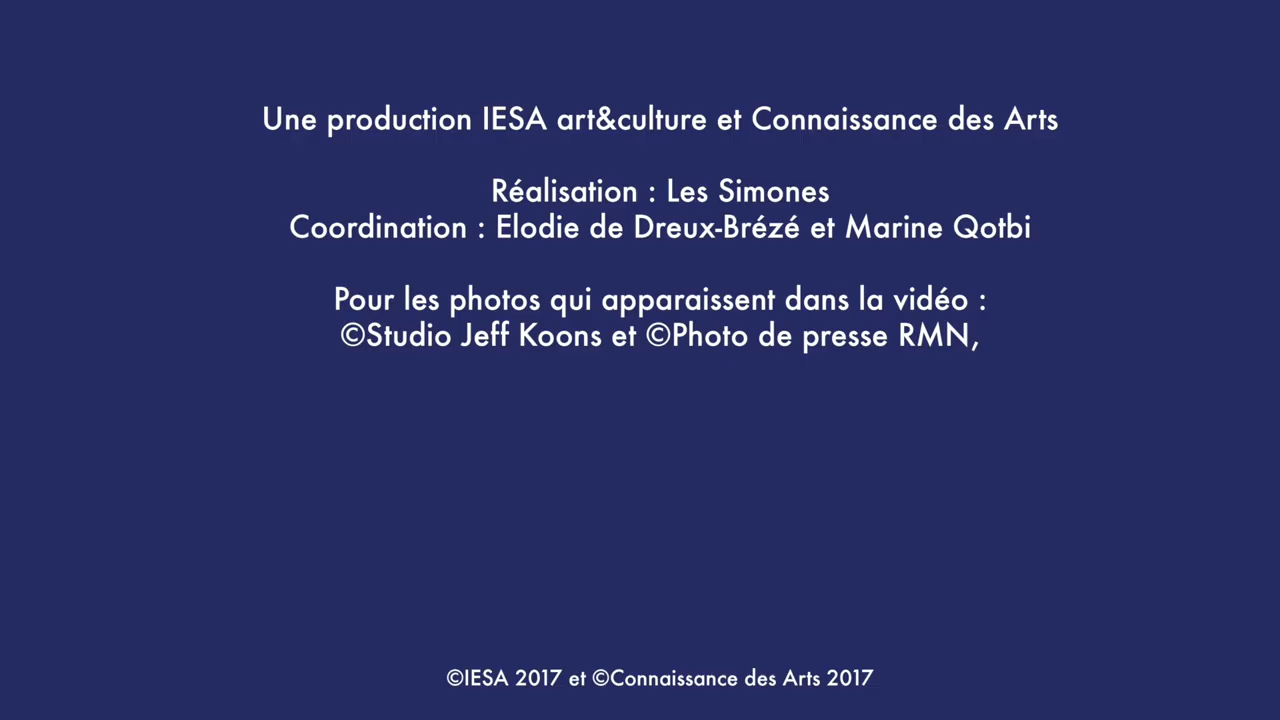 Une production IESA art&culture et Connaissance des Arts
Réalisation : Les Simones
Coordination : Elodie de Dreux-Brézé et Marine Qotbi
Pour les photos qui apparaissent dans la vidéo :
©Studio Jeff Koons et ©Photo de presse RMN,
©IESA 2017 et ©Connaissance des Arts 2017